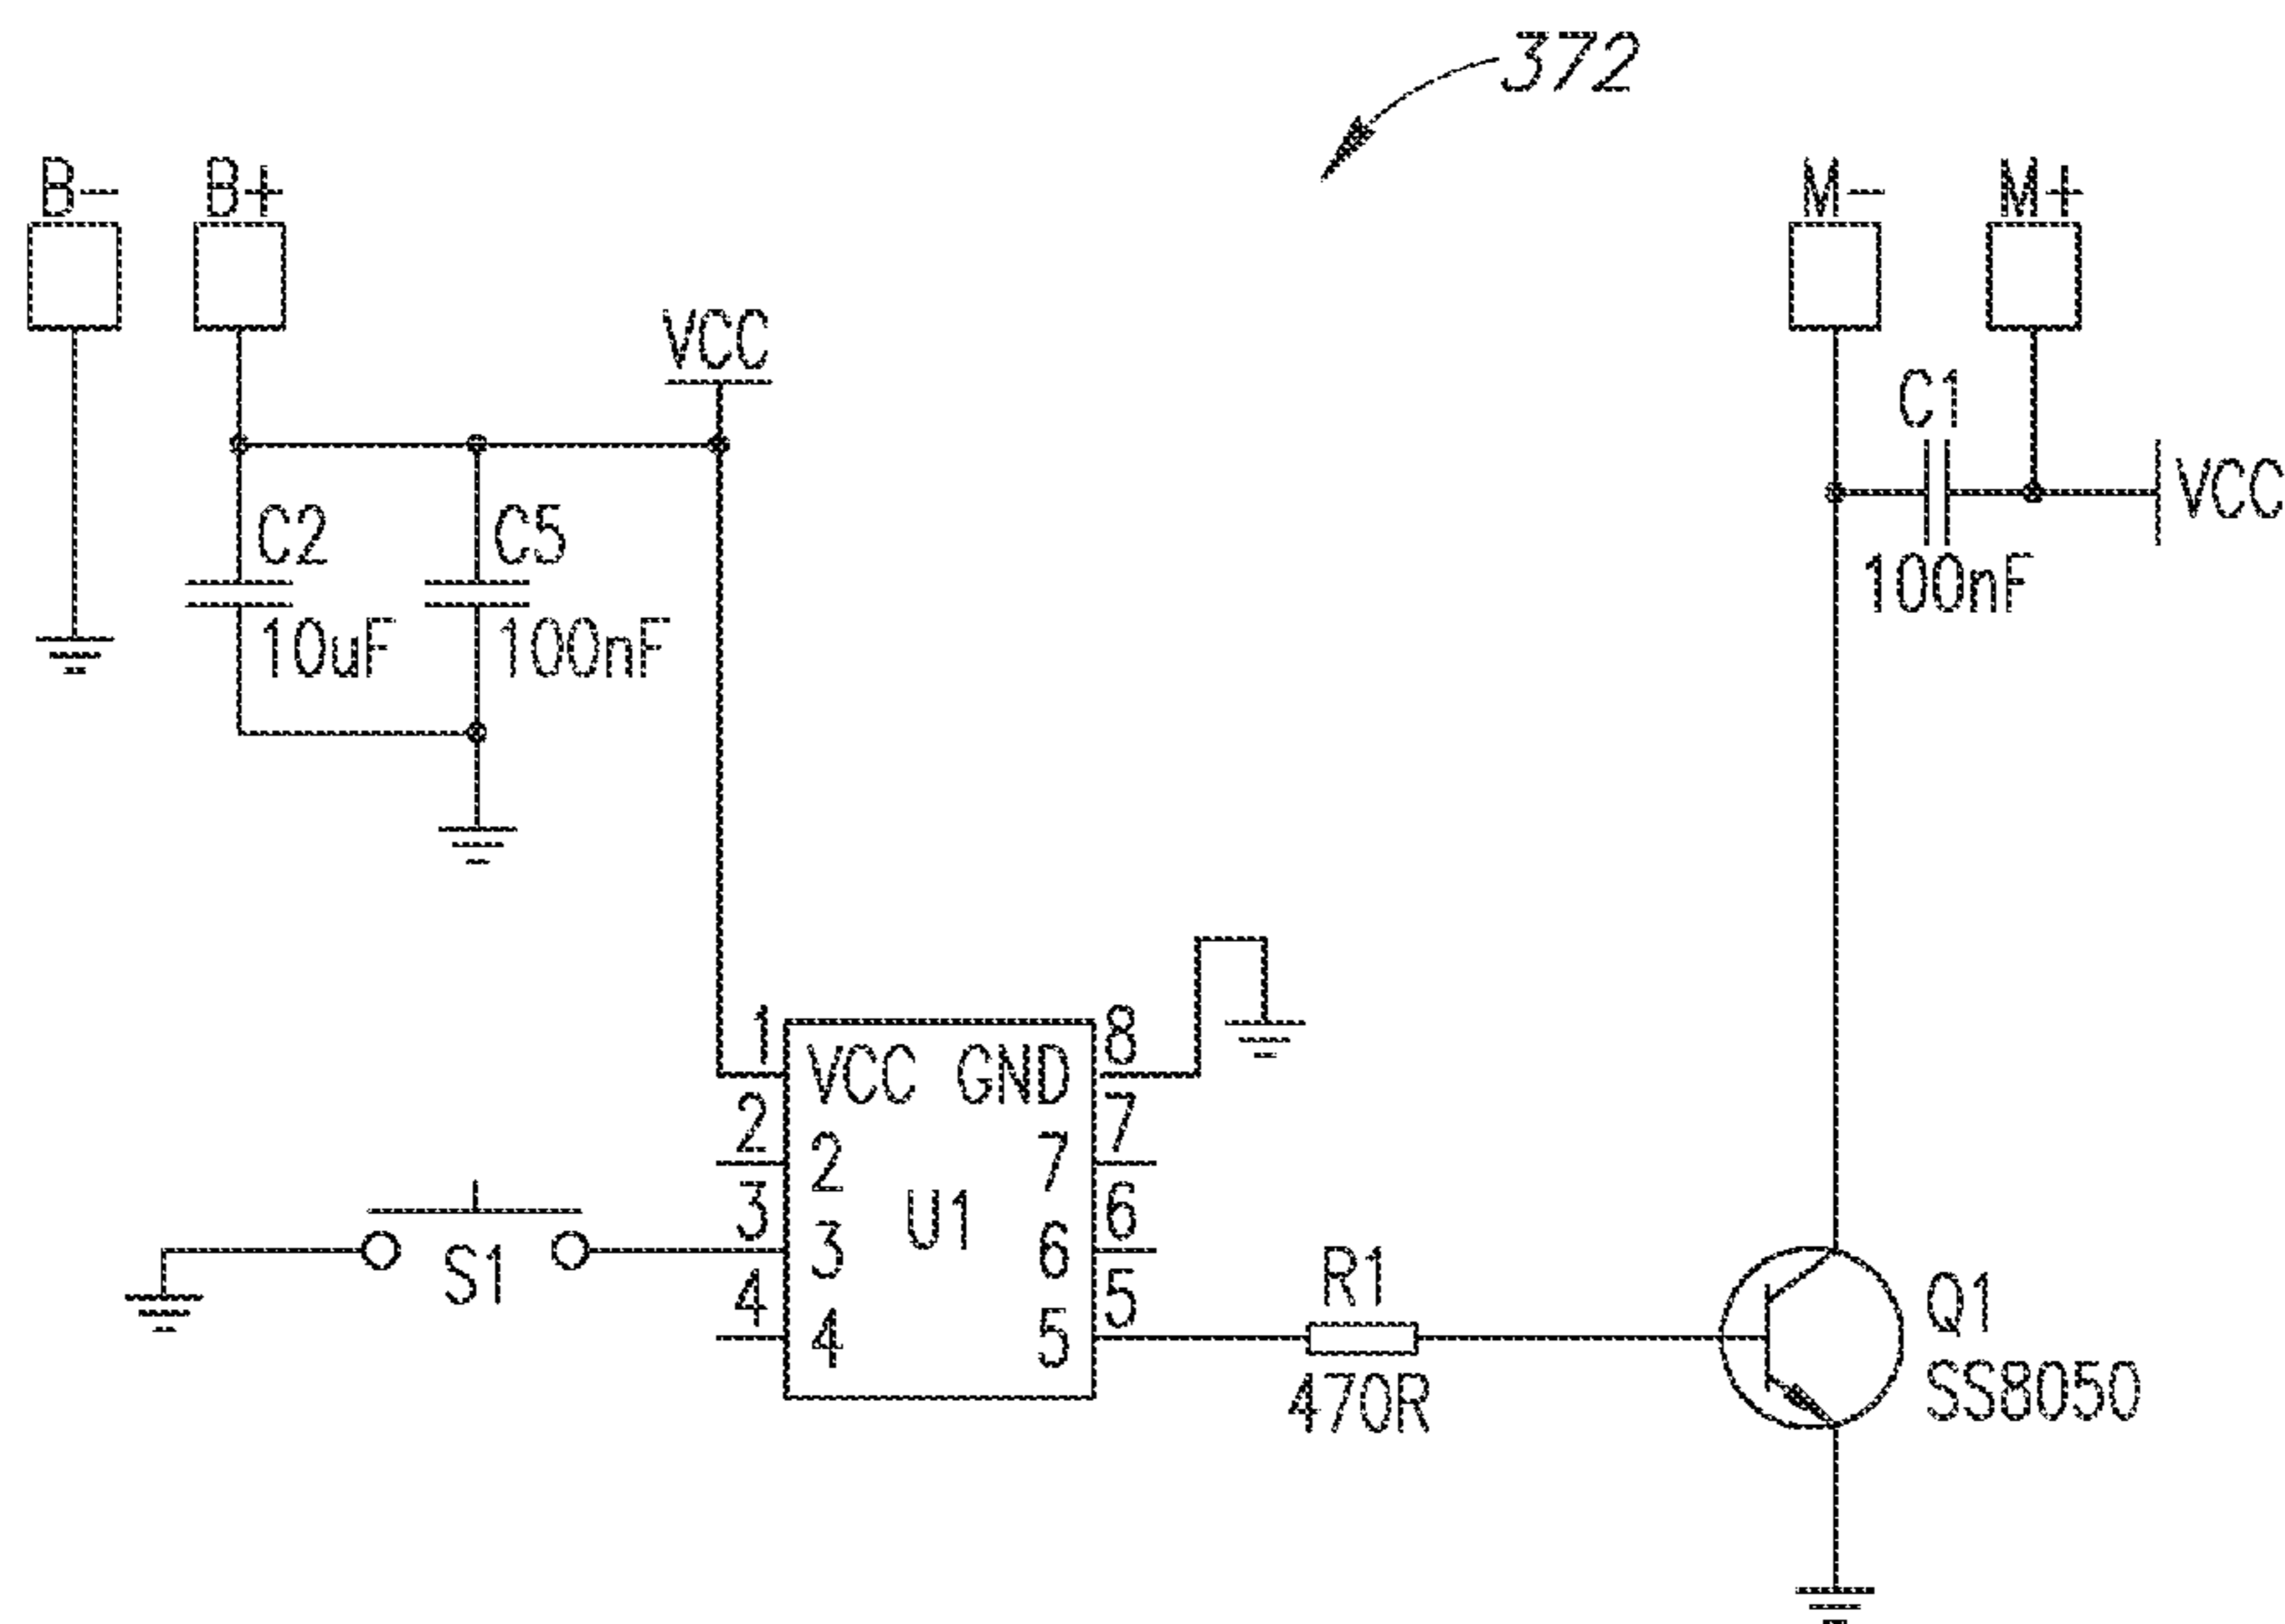 372
B- B+
M- M+
VCC
C1
VCC
100nF
C2 C5
10uF 100nF
1 VCC GND 8
2 2 7 7
3 3 U1 6 6
4 4 5 5
S1
R1
470R
Q1
SS8050